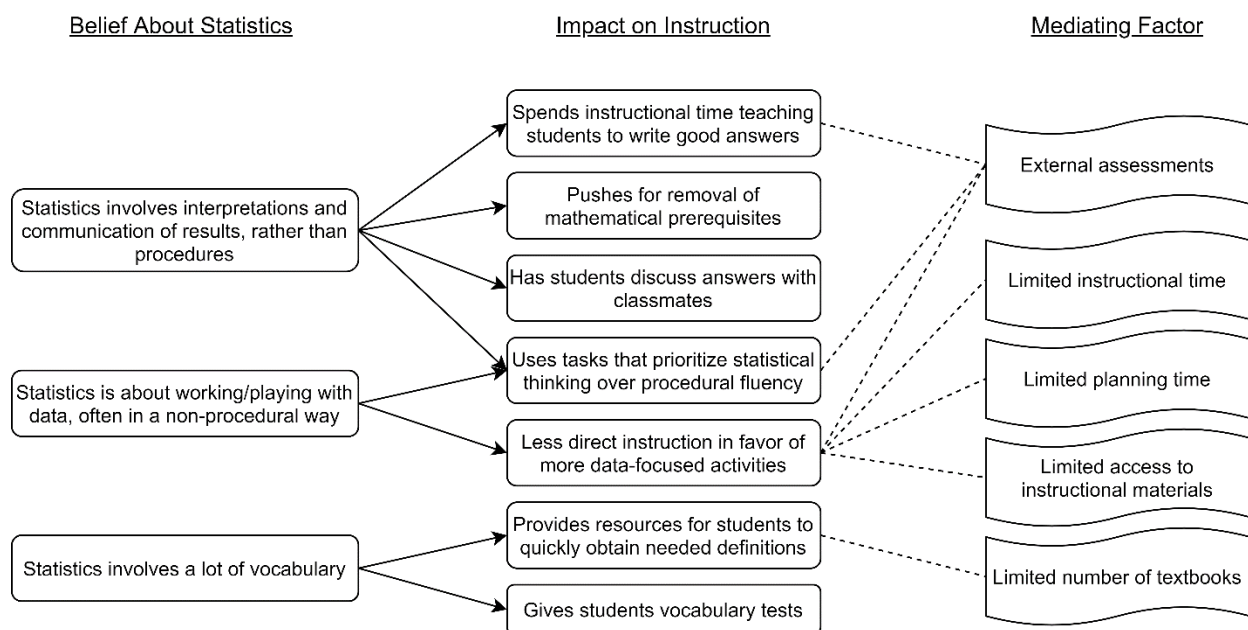 Belief About Statistics
Impact on Instruction
Mediating Factor
Statistics involves interpretations and
communication of results, rather than
procedures
Statistics is about working/playing with
data, often in a non-procedural way
Statistics involves a lot of vocabulary
Spends instructional time teaching
students to write good answers
Pushes for removal of
mathematical prerequisites
Has students discuss answers with
classmates
Uses tasks that prioritize statistical
thinking over procedural fluency
Less direct instruction in favor of
more data-focused activities
Provides resources for students to
quickly obtain needed definitions
Gives students vocabulary tests
External assessments
Limited instructional time
Limited planning time
Limited access to
instructional materials
Limited number of textbooks